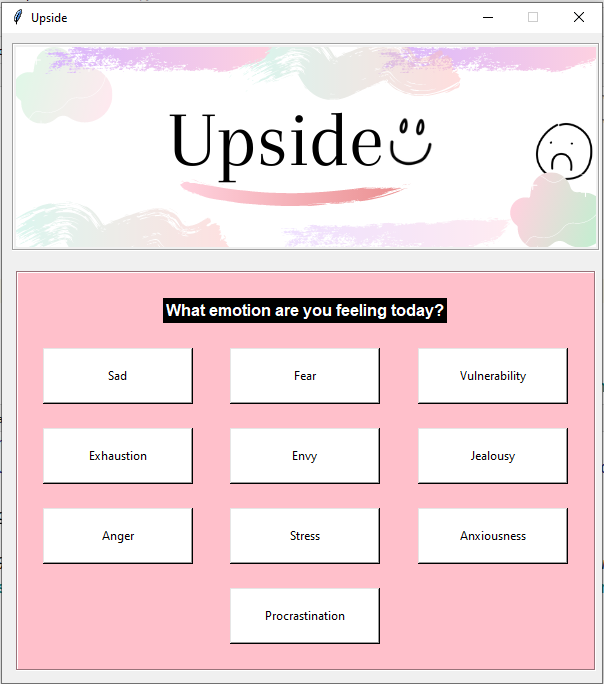 Upside
Upside
What emotion are you feeling today?
Sad
Fear
Vulnerability
Exhaustion
Envy
Jealousy
Anger
Stress
Anxiousness
Procrastination